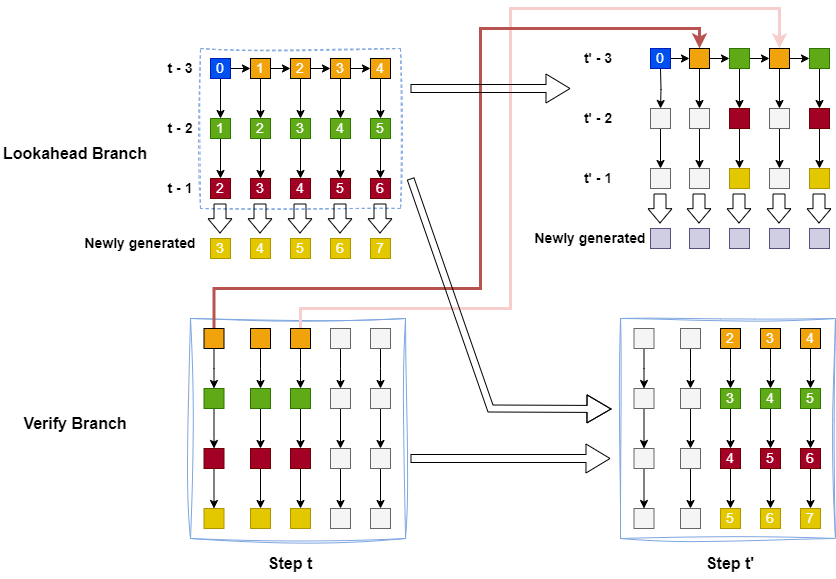 t - 3 0 1 2 3 4
t - 2 1 2 3 4 5
Lookahead Branch
t - 1 2 3 4 5 6
Newly generated
3 4 5 6 7
t' - 3 0
t' - 2
t' - 1
Newly generated
Verify Branch
2 3 4
3 4 5
4 5 6
5 6 7
Step t
Step t'